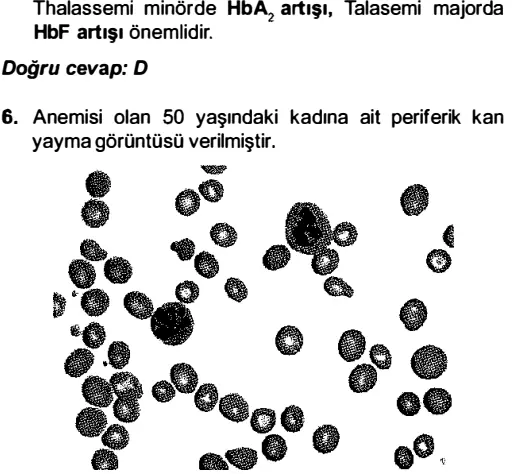 Thalassemi minörde HbA₂ artışı, Talasemi majorda
HbF artışı önemlidir.
Doğru cevap: D
6. Anemisi olan 50 yaşındaki kadına ait periferik kan
yayma görüntüsü verilmiştir.